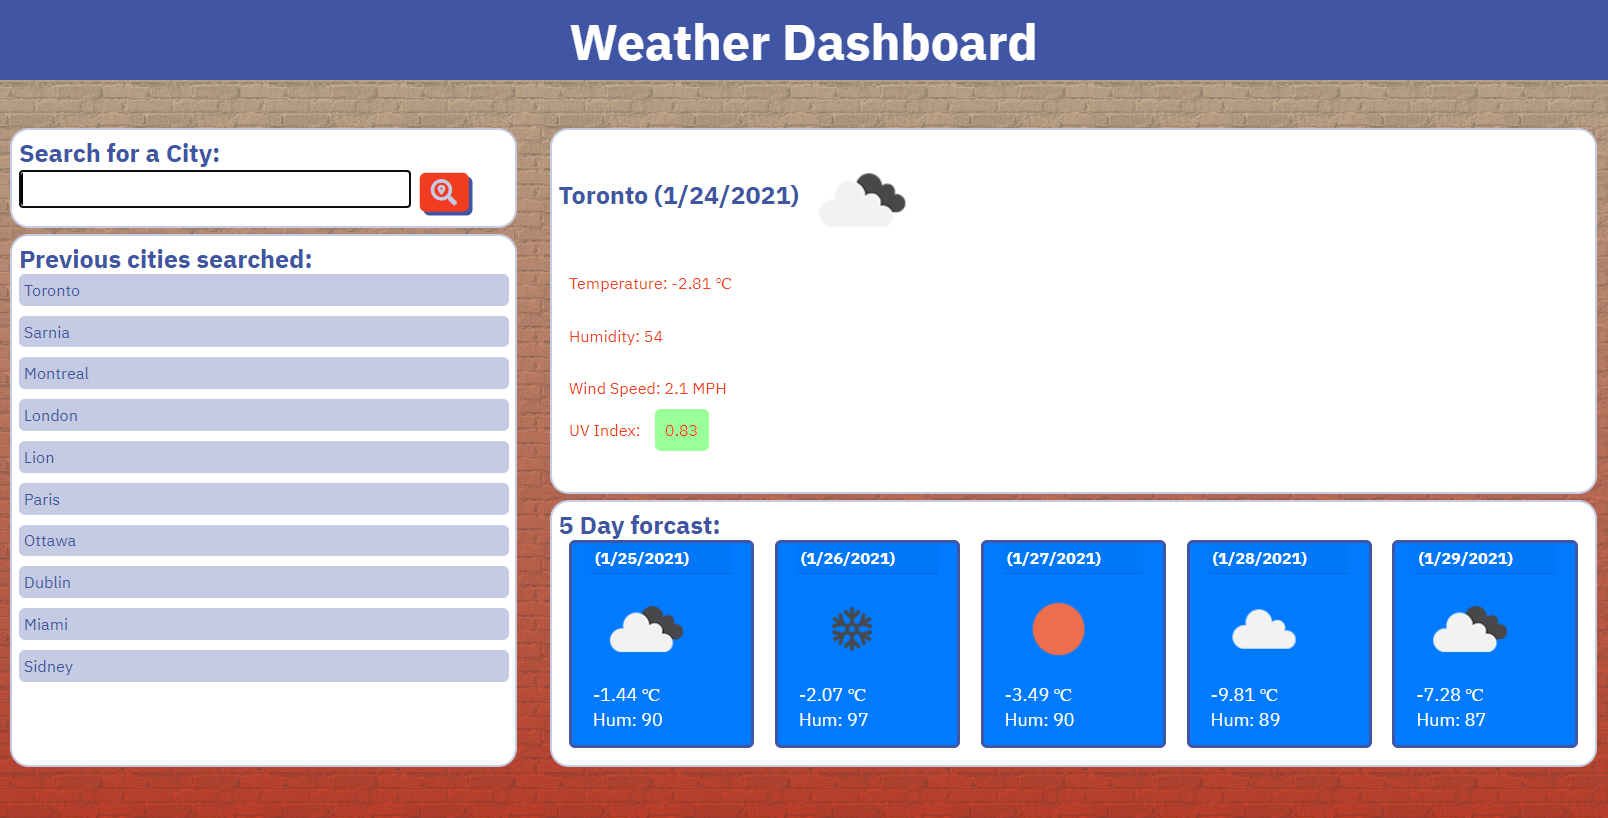 Weather Dashboard
Search for a City:
Previous cities searched:
Toronto
Sarnia
Montreal
London
Lion
Paris
Ottawa
Dublin
Miami
Sidney
Toronto (1/24/2021)
Temperature: -2.81 °C
Humidity: 54
Wind Speed: 2.1 MPH
UV Index: 0.83
5 Day forcast:
(1/25/2021)
-1.44 °C
Hum: 90
(1/26/2021)
-2.07 °C
Hum: 97
(1/27/2021)
-3.49 °C
Hum: 90
(1/28/2021)
-9.81 °C
Hum: 89
(1/29/2021)
-7.28 °C
Hum: 87